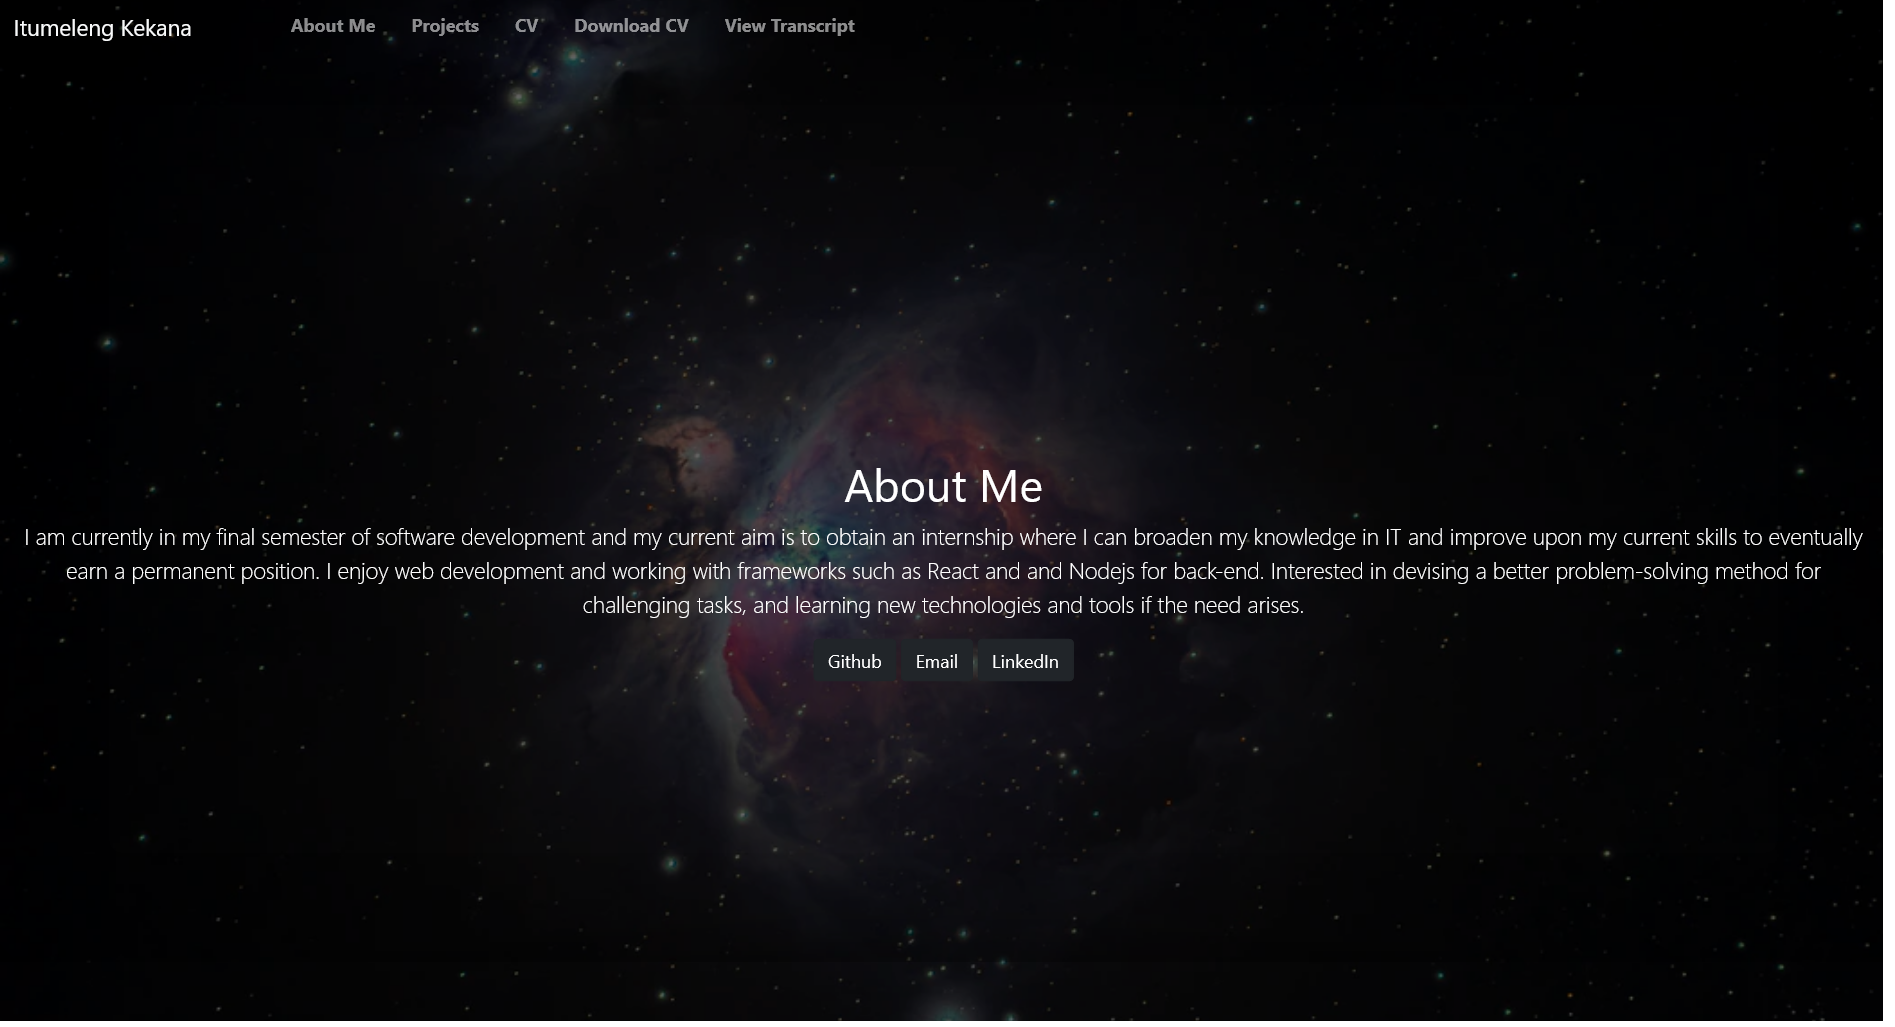 Itumeleng Kekana
About Me
Projects
CV
Download CV
View Transcript
About Me
I am currently in my final semester of software development and my current aim is to obtain an internship where I can broaden my knowledge in IT and improve upon my current skills to eventually
earn a permanent position. I enjoy web development and working with frameworks such as React and and Nodejs for back-end. Interested in devising a better problem-solving method for
challenging tasks, and learning new technologies and tools if the need arises.
Github
Email
LinkedIn